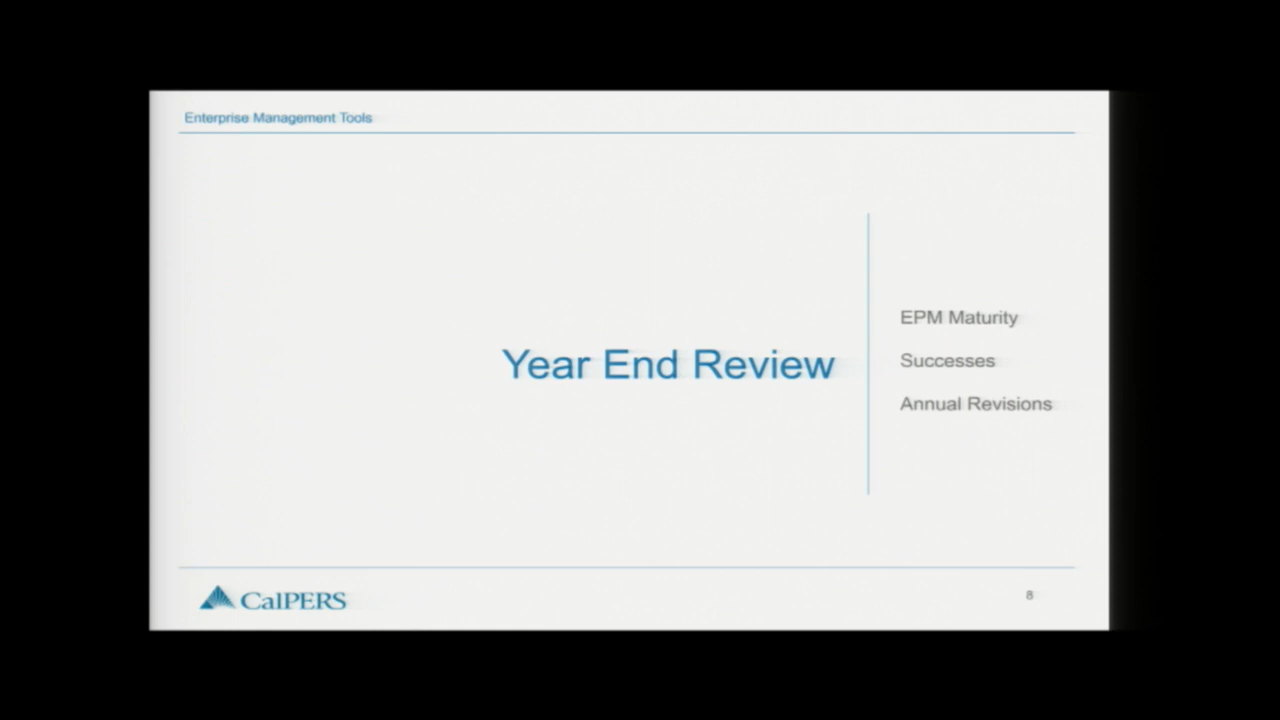 Enterprise Management Tools
Year End Review
EPM Maturity
Successes
Annual Revisions
CalPERS
8